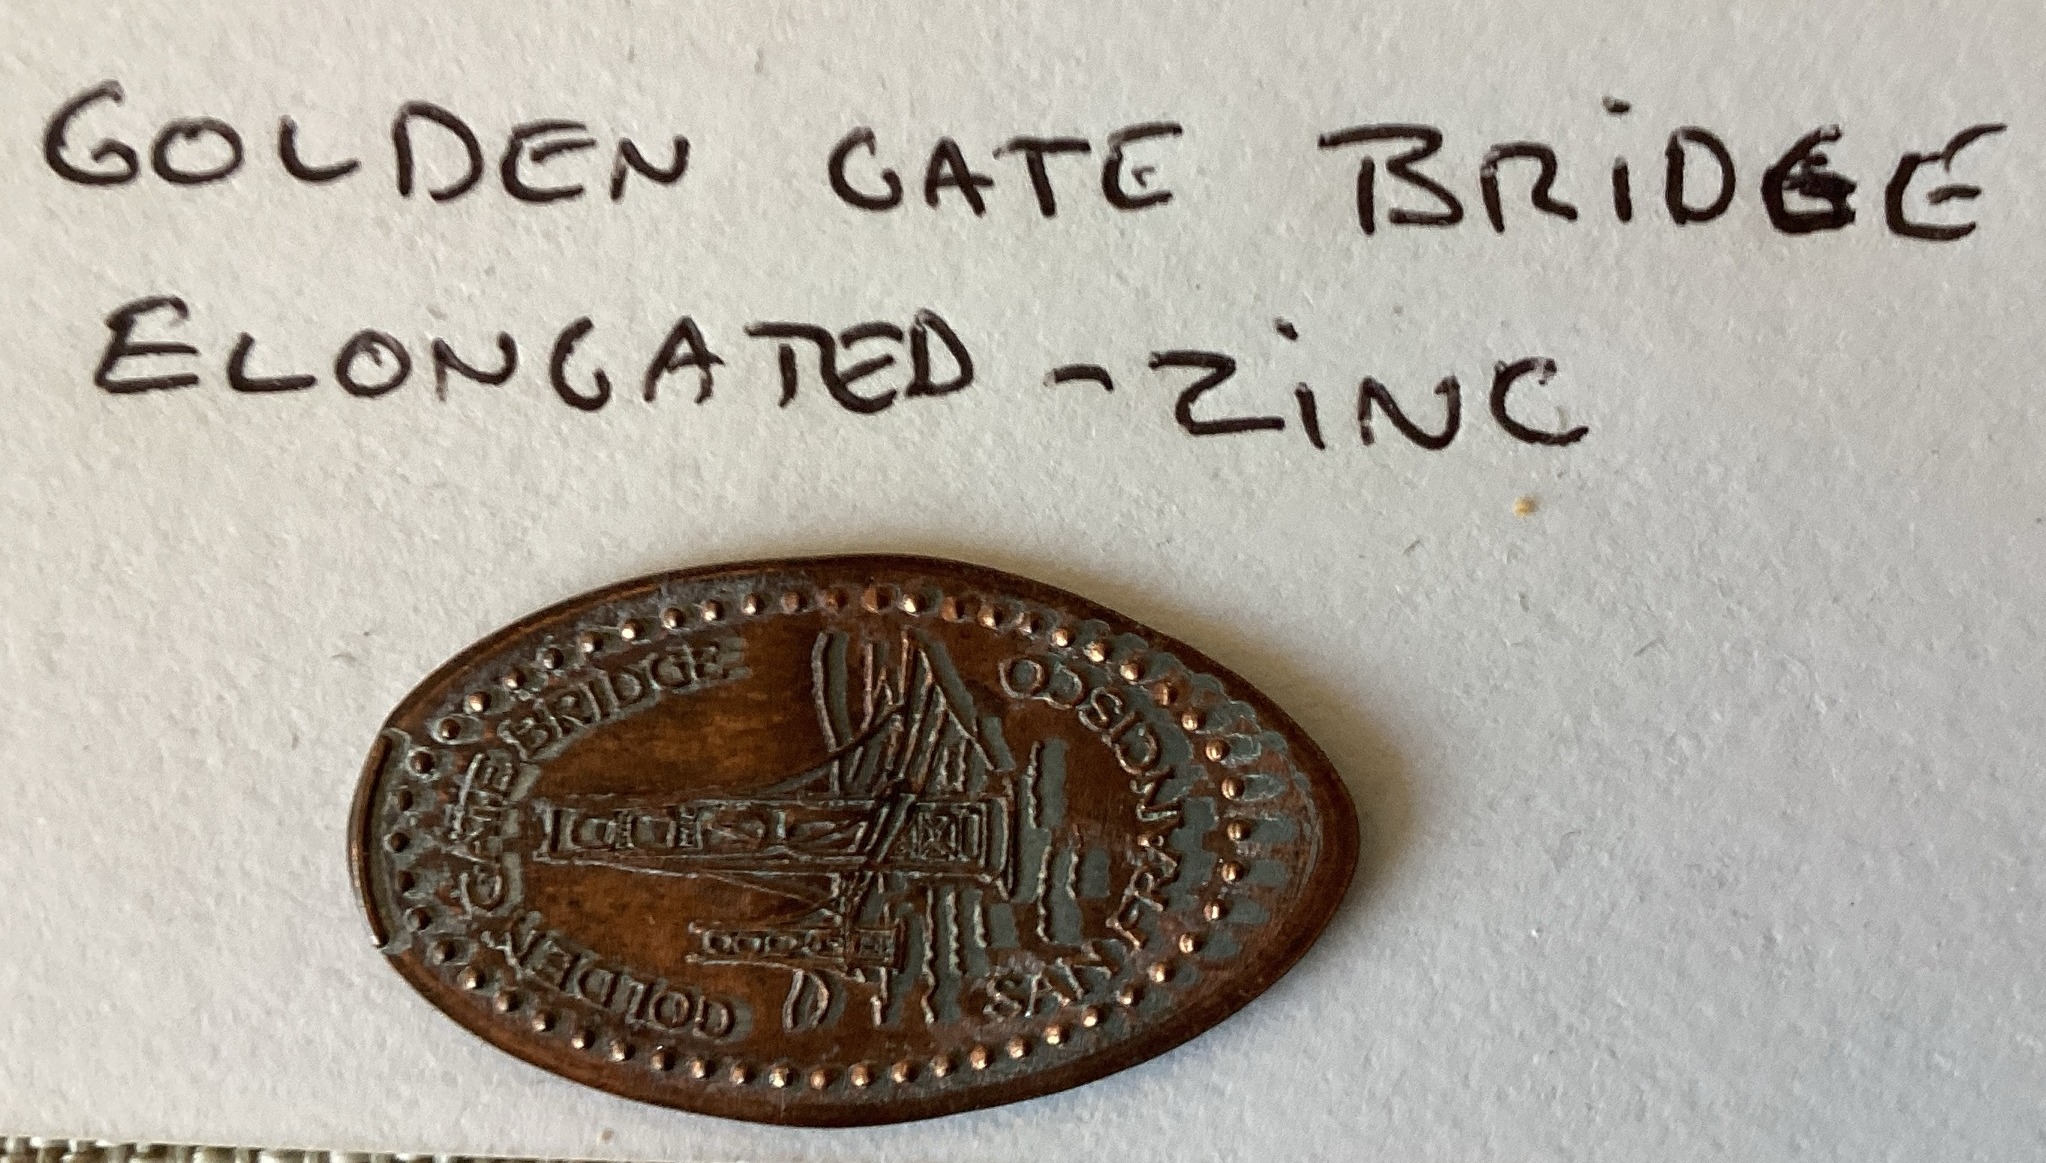 GOLDEN GATE BRiDGE
ELONGATED - ZiNC
GOLDEN GATE BRIDGE
SAN FRANCISCO